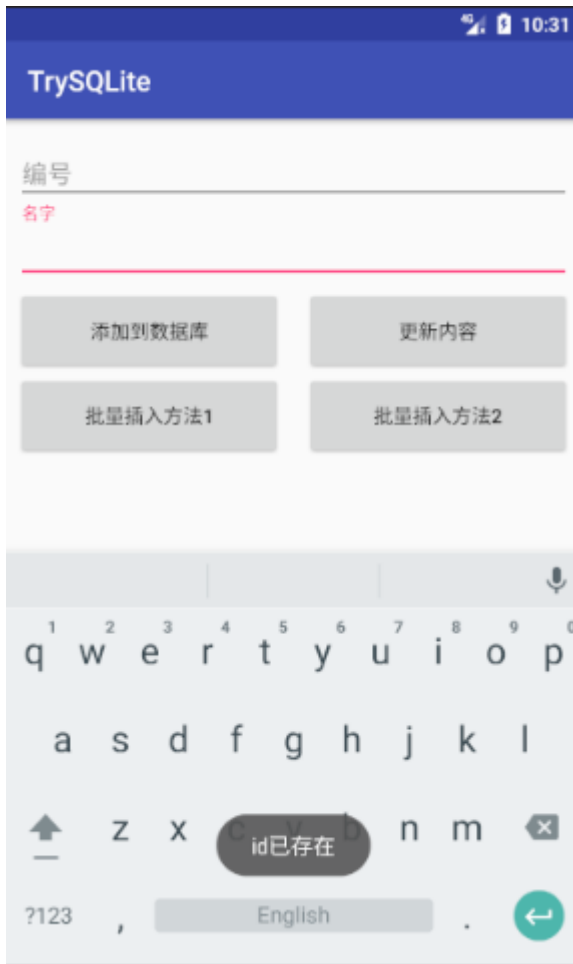 4G 10:31
TrySQLite
编号
名字
添加到数据库 更新内容
批量插入方法1 批量插入方法2
1 2 3 4 5 6 7 8 9 0
q w e r t y u i o p
a s d f g h j k l
z x c v b n m
id已存在
?123 , English .